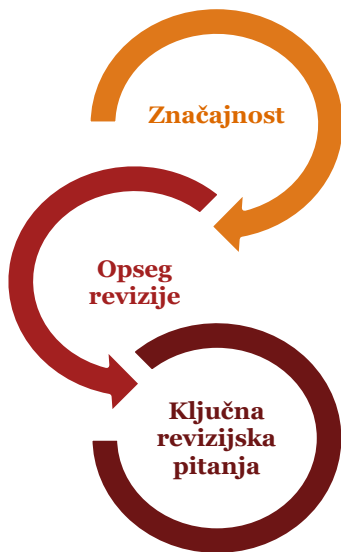 Značajnost
Opseg
revizije
Ključna
revizijska
pitanja